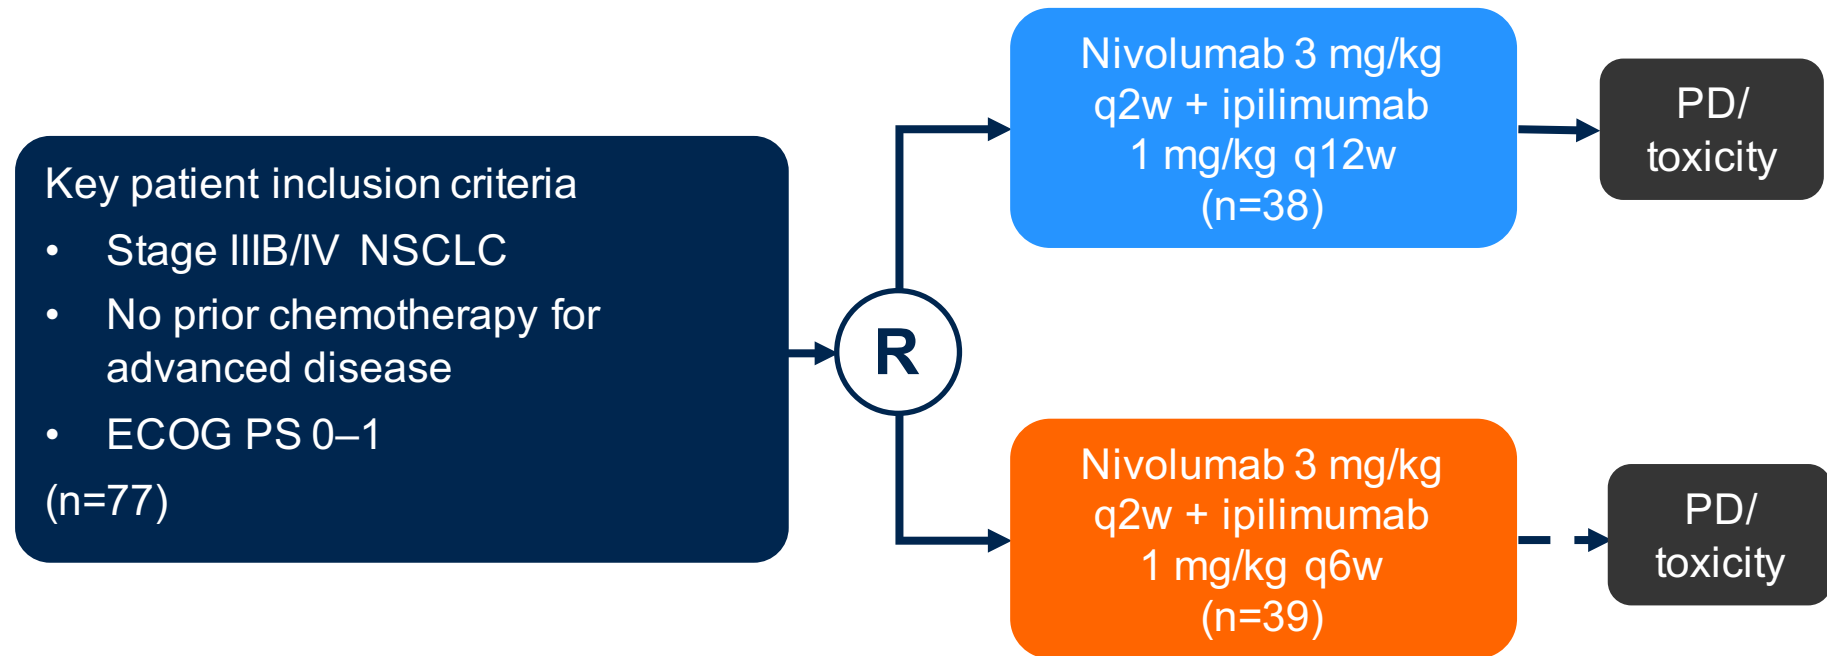 Key patient inclusion criteria
• Stage IIIB/IV NSCLC
• No prior chemotherapy for
advanced disease
• ECOG PS 0–1
(n=77)
R
Nivolumab 3 mg/kg
q2w + ipilimumab
1 mg/kg q12w
(n=38)
PD/
toxicity
Nivolumab 3 mg/kg
q2w + ipilimumab
1 mg/kg q6w
(n=39)
PD/
toxicity